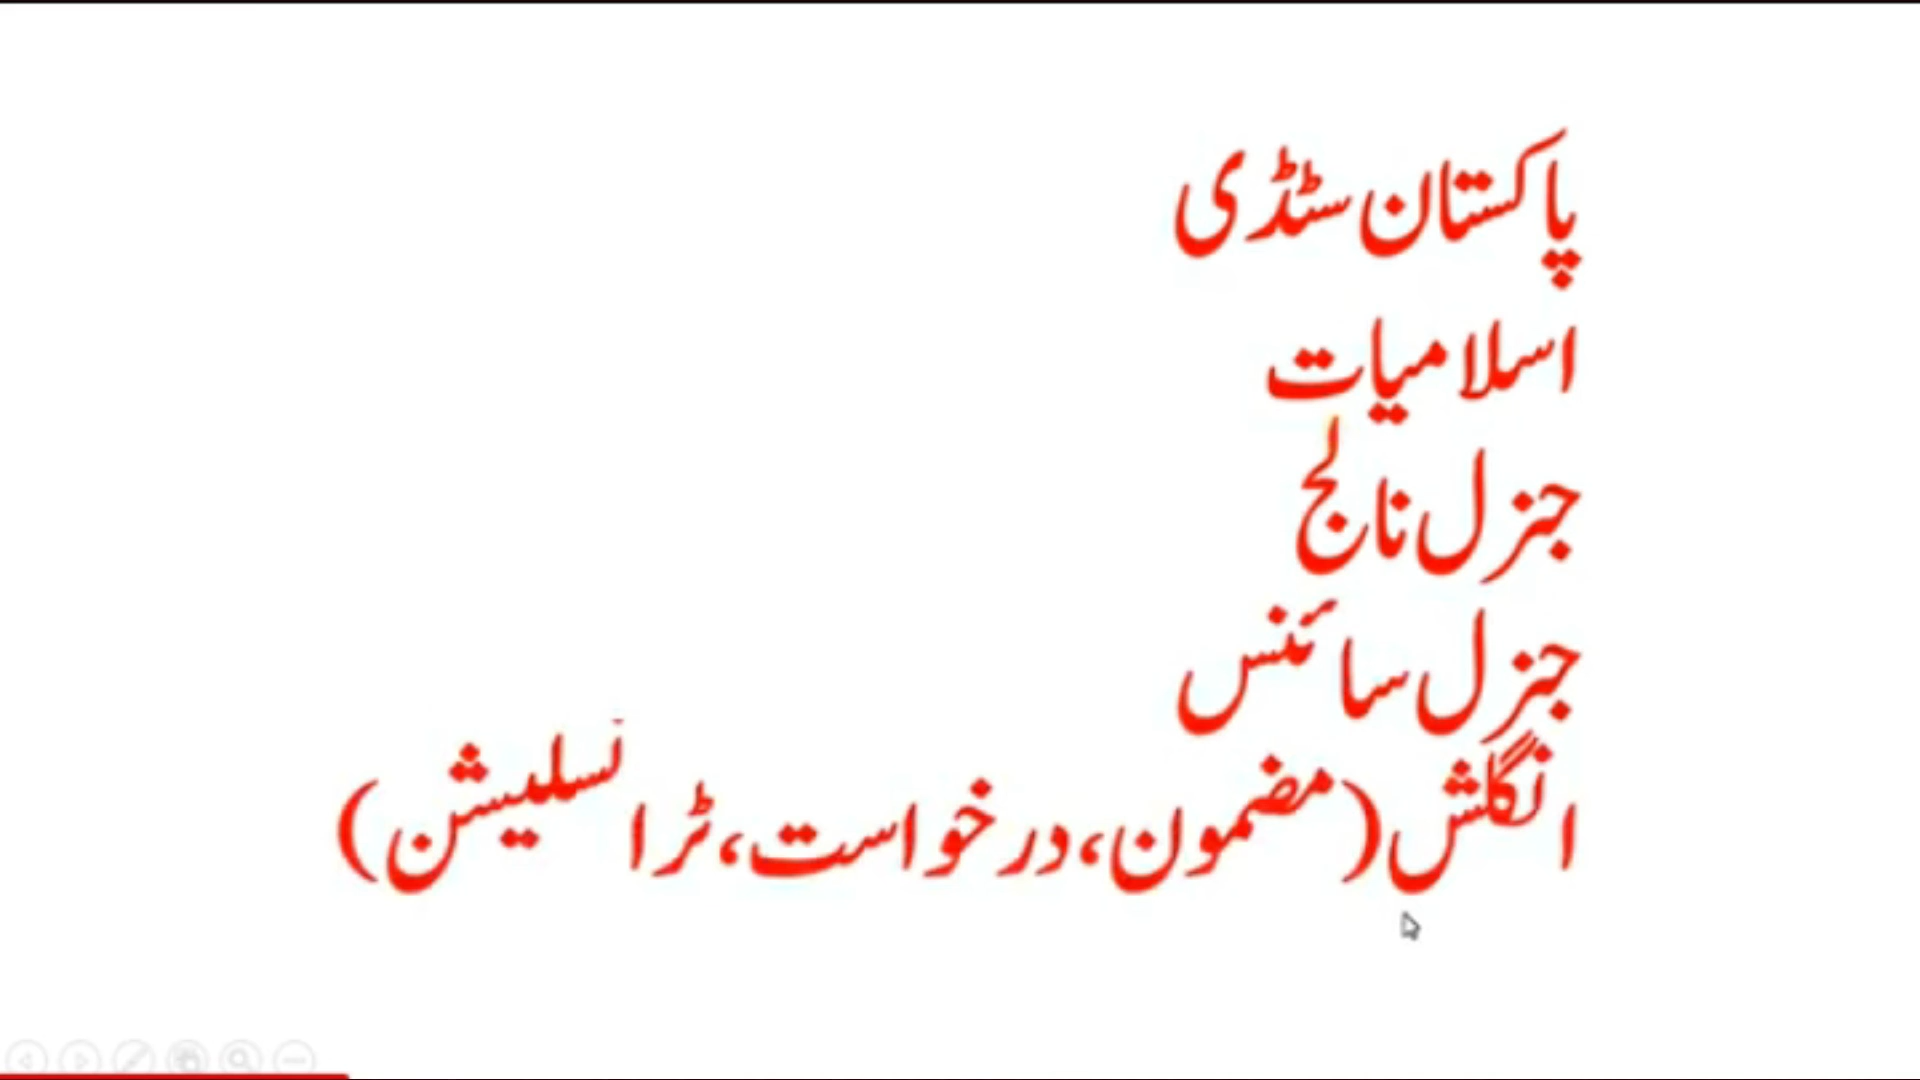 پاکستان سٹڈی
اسلامیات
جنرل نالج
جنرل سائنس
انگلش(مضمون،درخواست،ٹرانسلیشن)